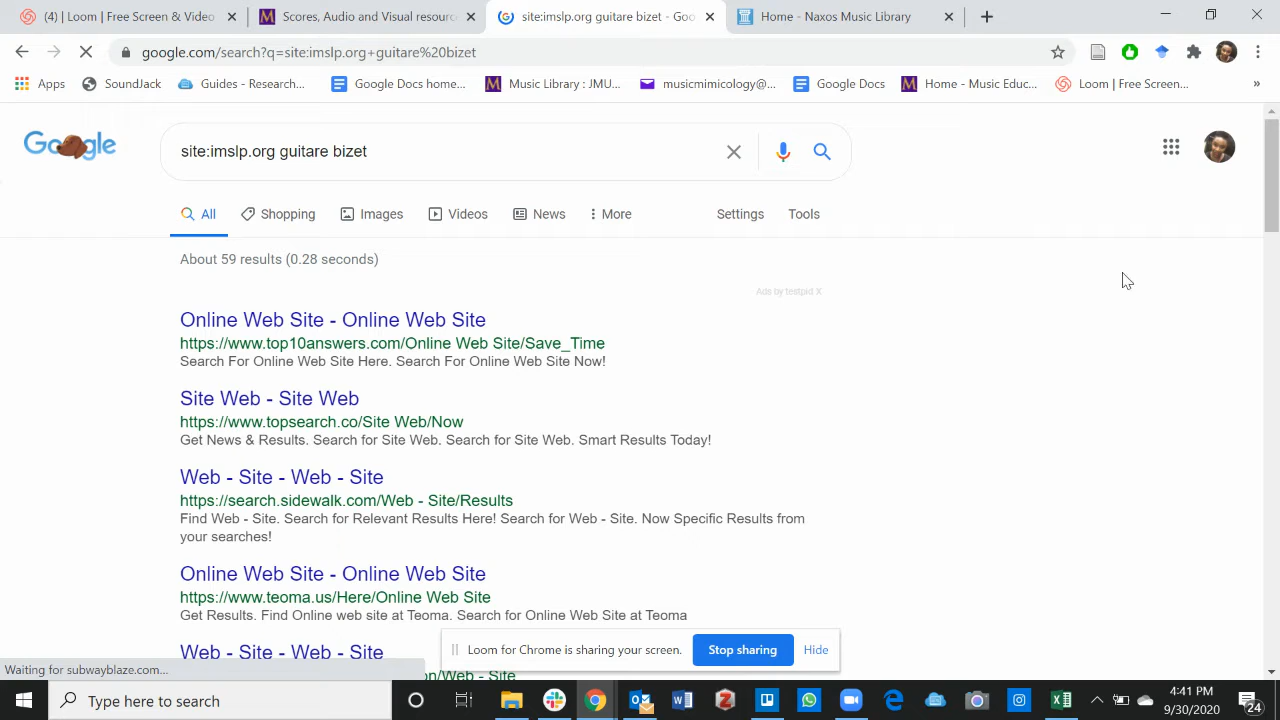 (4) Loom | Free Screen & Video
Scores, Audio and Visual resourc
site:imslp.org guitare bizet - Goo
Home - Naxos Music Library
google.com/search?q=site:imslp.org+guitare%20bizet
Apps
SoundJack
Guides - Research...
Google Docs home...
Music Library : JMU...
musicmimicology@...
Google Docs
Home - Music Educ...
Loom | Free Screen...
»
Google
site:imslp.org guitare bizet
All
Shopping
Images
Videos
News
More
Settings
Tools
About 59 results (0.28 seconds)
Ads by testpid X
Online Web Site - Online Web Site
https://www.top10answers.com/Online Web Site/Save_Time
Search For Online Web Site Here. Search For Online Web Site Now!
Site Web - Site Web
https://www.topsearch.co/Site Web/Now
Get News & Results. Search for Site Web. Search for Site Web. Smart Results Today!
Web - Site - Web - Site
https://search.sidewalk.com/Web - Site/Results
Find Web - Site. Search for Relevant Results Here! Search for Web - Site. Now Specific Results from
your searches!
Online Web Site - Online Web Site
https://www.teoma.us/Here/Online Web Site
Get Results. Find Online web site at Teoma. Search for Online Web Site at Teoma
Web - Site - Web - Site
on/Web - Site
Loom for Chrome is sharing your screen.
Stop sharing
Hide
Waiting for subwayblaze.com...
Type here to search
4:41 PM
9/30/2020
24